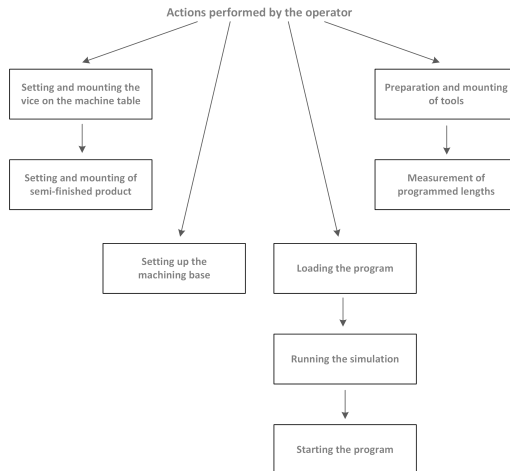 Actions performed by the operator
Setting and mounting the
vice on the machine table
Preparation and mounting
of tools
Setting and mounting of
semi-finished product
Measurement of
programmed lengths
Setting up the
machining base
Loading the program
Running the simulation
Starting the program